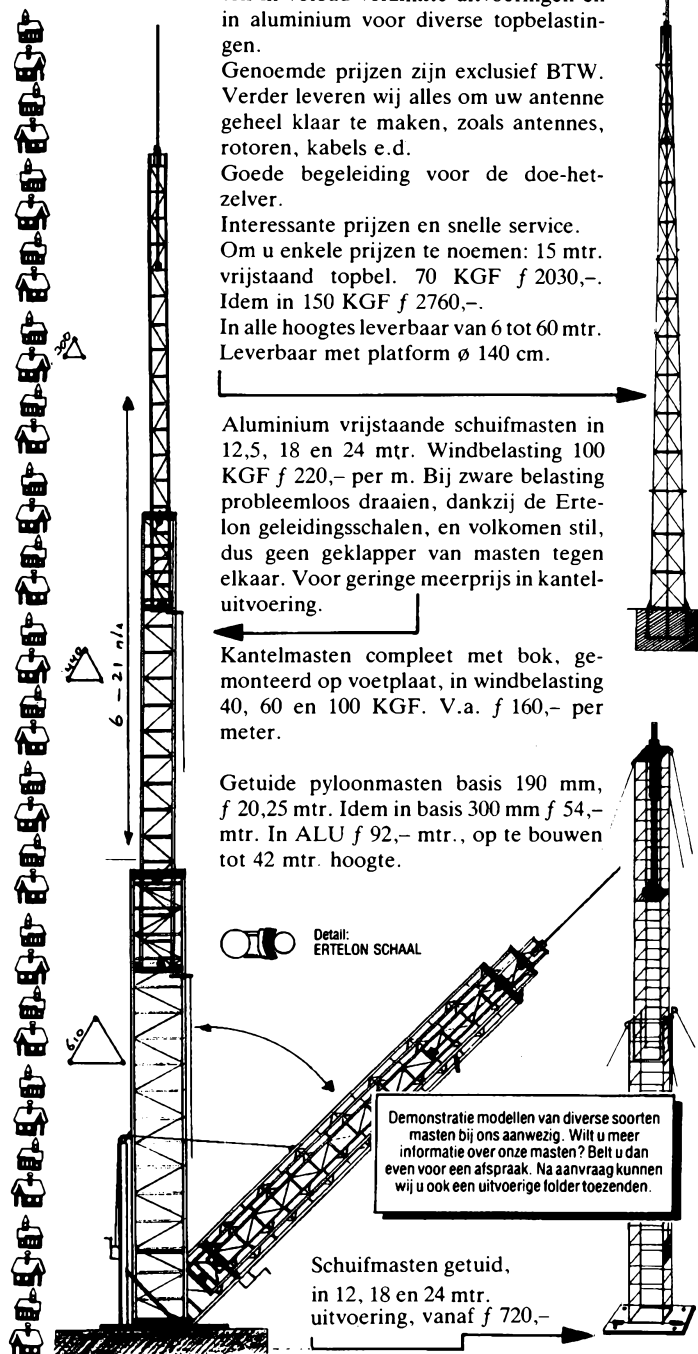 in aluminium voor diverse topbelastin-
gen.
Genoemde prijzen zijn exclusief BTW.
Verder leveren wij alles om uw antenne
geheel klaar te maken, zoals antennes,
rotoren, kabels e.d.
Goede begeleiding voor de doe-het-
zelver.
Interessante prijzen en snelle service.
Om u enkele prijzen te noemen: 15 mtr.
vrijstaand topbel. 70 KGF ƒ 2030,–.
Idem in 150 KGF ƒ 2760,–.
In alle hoogtes leverbaar van 6 tot 60 mtr.
Leverbaar met platform ø 140 cm.
300
Aluminium vrijstaande schuifmasten in
12,5, 18 en 24 mtr. Windbelasting 100
KGF ƒ 220,– per m. Bij zware belasting
probleemloos draaien, dankzij de Erte-
lon geleidingsschalen, en volkomen stil,
dus geen geklapper van masten tegen
elkaar. Voor geringe meerprijs in kantel-
uitvoering.
440
6 – 21
Kantelmasten compleet met bok, ge-
monteerd op voetplaat, in windbelasting
40, 60 en 100 KGF. V.a. ƒ 160,– per
meter.
Getuide pyloonmasten basis 190 mm,
ƒ 20,25 mtr. Idem in basis 300 mm ƒ 54,–
mtr. In ALU ƒ 92,– mtr., op te bouwen
tot 42 mtr. hoogte.
Detail:
ERTELON SCHAAL
610
Demonstratie modellen van diverse soorten
masten bij ons aanwezig. Wilt u meer
informatie over onze masten? Belt u dan
even voor een afspraak. Na aanvraag kunnen
wij u ook een uitvoerige folder toezenden.
Schuifmasten getuid,
in 12, 18 en 24 mtr.
uitvoering, vanaf ƒ 720,–